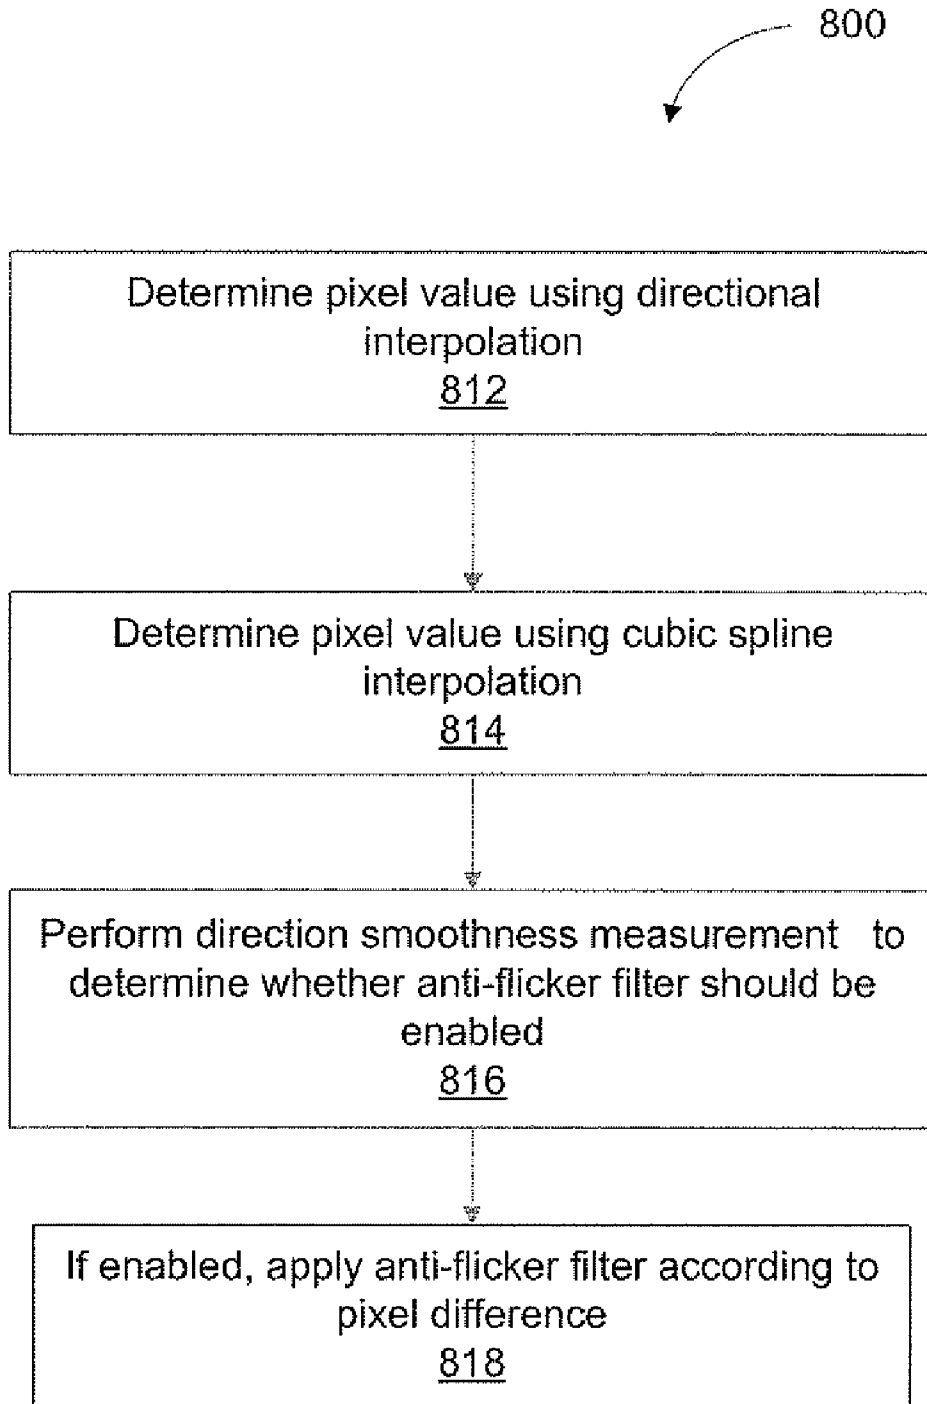 800
Determine pixel value using directional
interpolation
812
Determine pixel value using cubic spline
interpolation
814
Perform direction smoothness measurement to
determine whether anti-flicker filter should be
enabled
816
If enabled, apply anti-flicker filter according to
pixel difference
818